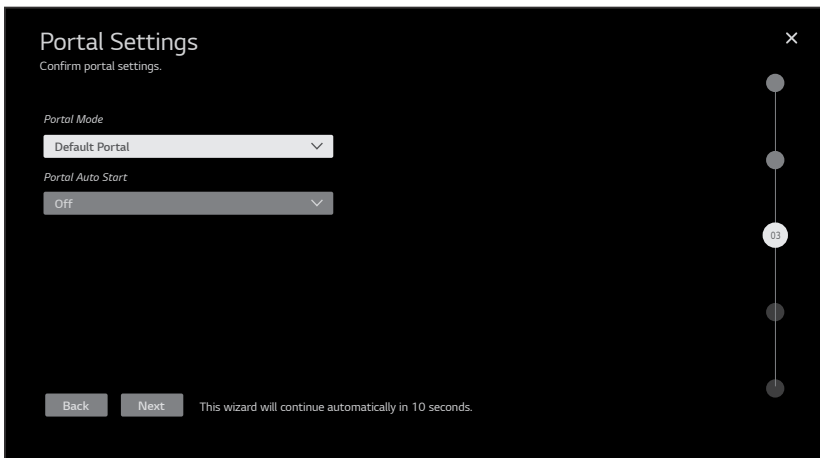 Portal Settings
Confirm portal settings.
Portal Mode
Default Portal
Portal Auto Start
Off
03
Back
Next
This wizard will continue automatically in 10 seconds.